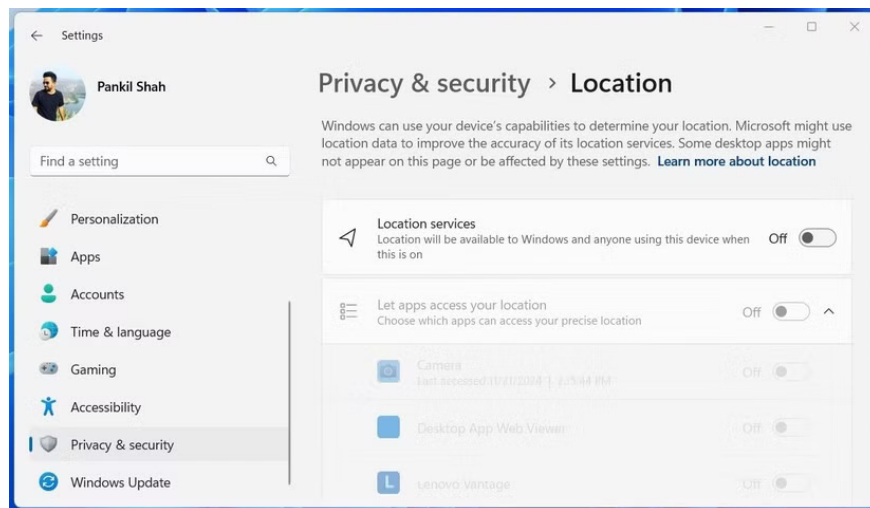 Settings
Pankil Shah
Find a setting
Personalization
Apps
Accounts
Time & language
Gaming
Accessibility
Privacy & security
Windows Update
Privacy & security > Location
Windows can use your device's capabilities to determine your location. Microsoft might use
location data to improve the accuracy of its location services. Some desktop apps might
not appear on this page or be affected by these settings. Learn more about location
Location services
Location will be available to Windows and anyone using this device when
this is on
Off
Let apps access your location
Choose which apps can access your precise location
Off
Camera
Last accessed
Off
Desktop App Web Viewer
Off
L
Lenovo Vantage
Off